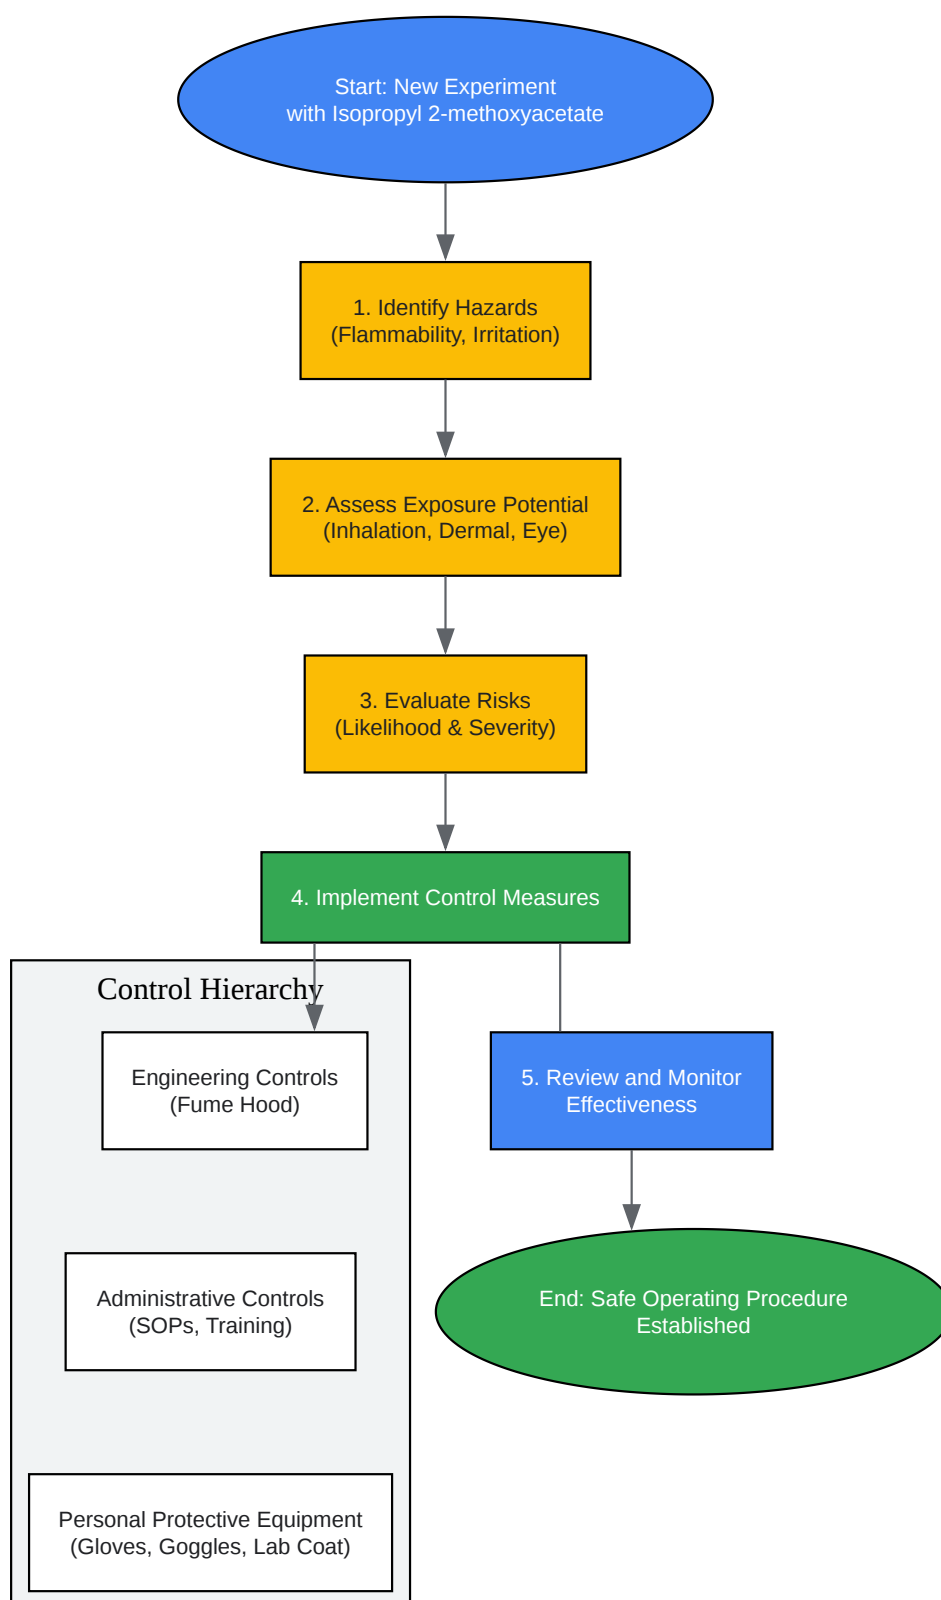 Start: New Experiment
with Isopropyl 2-methoxyacetate
1. Identify Hazards
(Flammability, Irritation)
2. Assess Exposure Potential
(Inhalation, Dermal, Eye)
3. Evaluate Risks
(Likelihood & Severity)
4. Implement Control Measures
Control Hierarchy
Engineering Controls
(Fume Hood)
5. Review and Monitor
Effectiveness
Administrative Controls
(SOPs, Training)
End: Safe Operating Procedure
Established
Personal Protective Equipment
(Gloves, Goggles, Lab Coat)